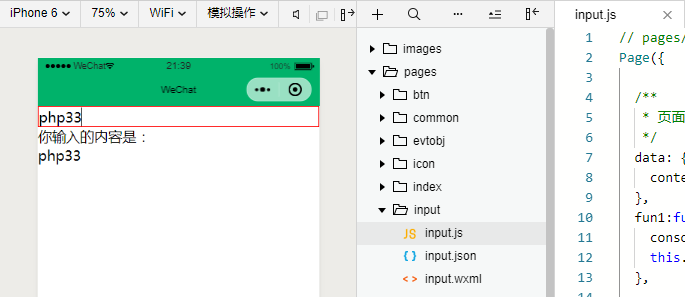 iPhone 6 75% WiFi 模拟操作
WeChat 21:39 100%
WeChat
php33
你输入的内容是：
php33
images
pages
btn
common
evtobj
icon
index
input
input.js
input.json
input.wxml
input.js
1 // pages/
2 Page({
3
4 /**
5 * 页面
6 */
7 data: {
8 conte
9 },
10 fun1:fu
11 conso
12 this.
13 },